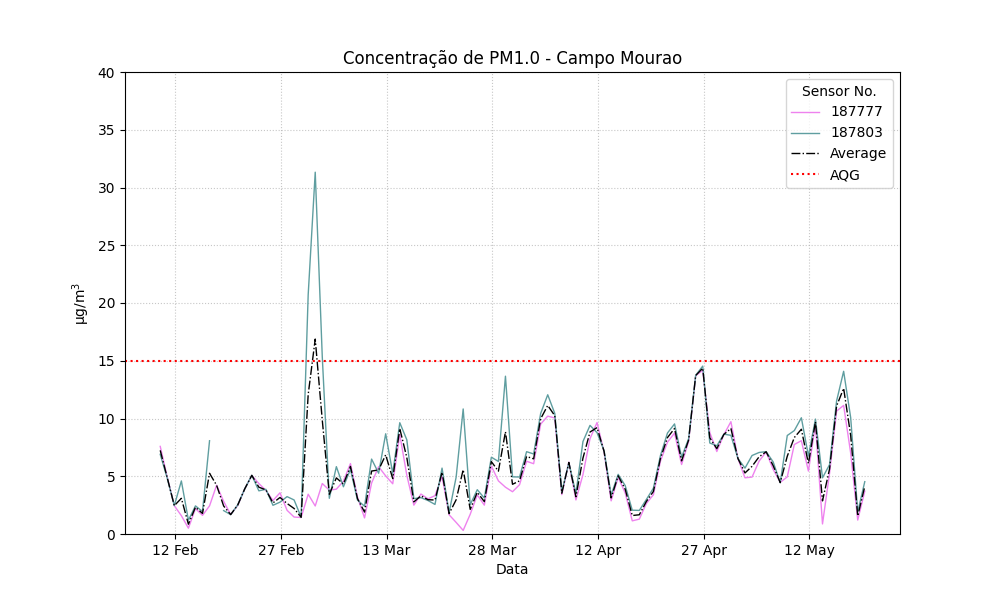 Concentração de PM1.0 - Campo Mourao
Sensor No.
187777
187803
Average
AQG
40
35
30
25
20
15
10
5
0
µg/m³
12 Feb
27 Feb
13 Mar
28 Mar
12 Apr
27 Apr
12 May
Data